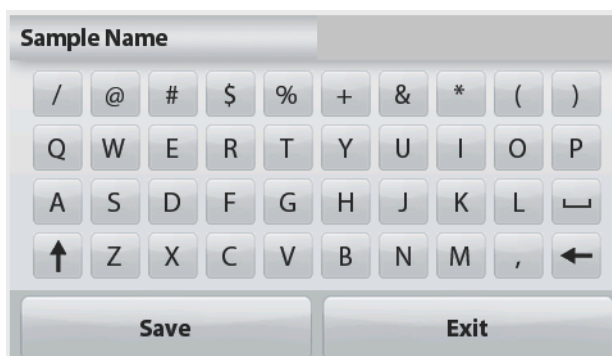 Sample Name
/ @ # $ % + & * ( )
Q W E R T Y U I O P
A S D F G H J K L
Z X C V B N M ,
Save Exit